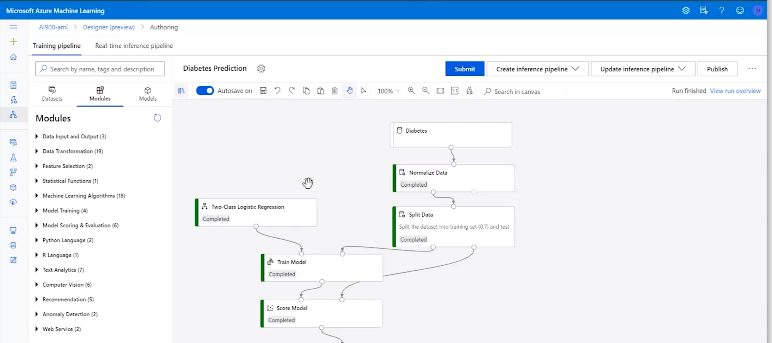 Microsoft Azure Machine Learning
AI900-aml > Designer (preview) > Authoring
Training pipeline Real-time inference pipeline
Search by name, tags and description
Diabetes Prediction
Submit
Create inference pipeline
Update inference pipeline
Publish
Datasets Modules Models
Autosave on
100%
Search in canvas
Run finished View run overview
Modules
Data Input and Output (3)
Data Transformation (19)
Feature Selection (2)
Statistical Functions (1)
Machine Learning Algorithms (18)
Model Training (4)
Model Scoring & Evaluation (6)
Python Language (2)
R Language (1)
Text Analytics (7)
Computer Vision (6)
Recommendation (5)
Anomaly Detection (2)
Web Service (2)
Diabetes
Normalize Data
Completed
Two-Class Logistic Regression
Completed
Split Data
Split the dataset into training set (0.7) and test
Completed
Train Model
Completed
Score Model
Completed